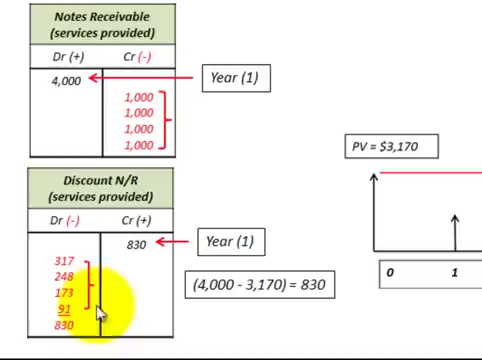 Notes Receivable
(services provided)
Dr (+) Cr (-)
4,000
Year (1)
1,000
1,000
1,000
1,000
PV = $3,170
Discount N/R
(services provided)
Dr (-) Cr (+)
830
Year (1)
317
248
173
91
830
(4,000 - 3,170) = 830
0 1